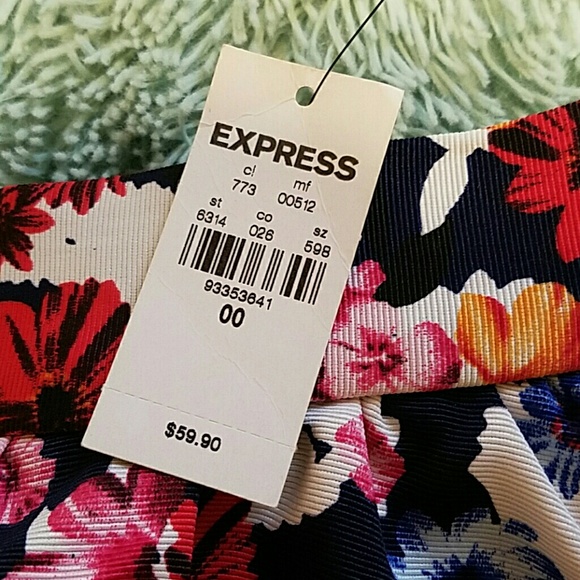 EXPRESS
cl mf
773 00512
st co sz
6314 026 598
93353641
00
$59.90